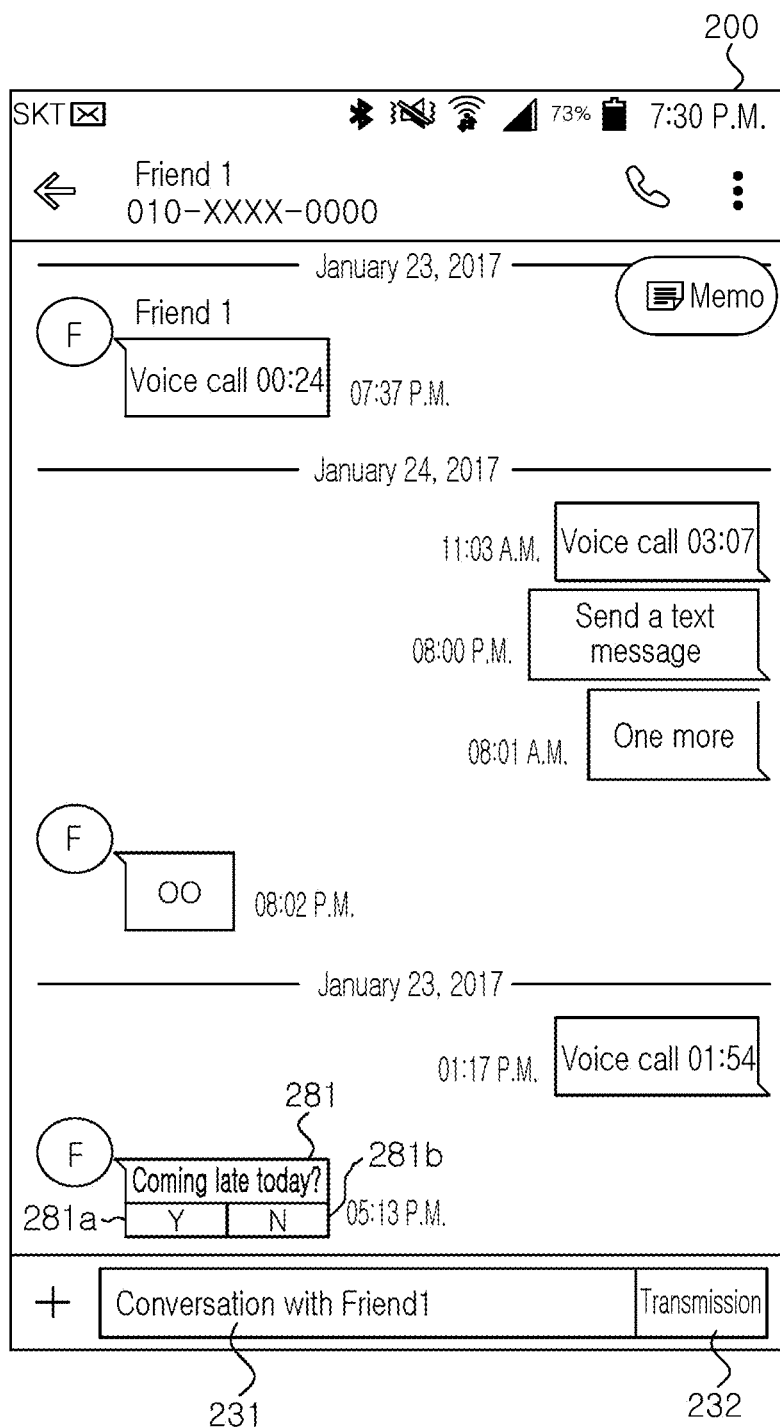 200
SKT 73% 7:30 P.M.
Friend 1
010-XXXX-0000
January 23, 2017
Memo
F
Friend 1
Voice call 00:24
07:37 P.M.
January 24, 2017
11:03 A.M.
Voice call 03:07
08:00 P.M.
Send a text
message
08:01 A.M.
One more
F
OO
08:02 P.M.
January 23, 2017
01:17 P.M.
Voice call 01:54
281
F
Coming late today?
281b
281a
Y
N
05:13 P.M.
+
Conversation with Friend1
Transmission
231
232